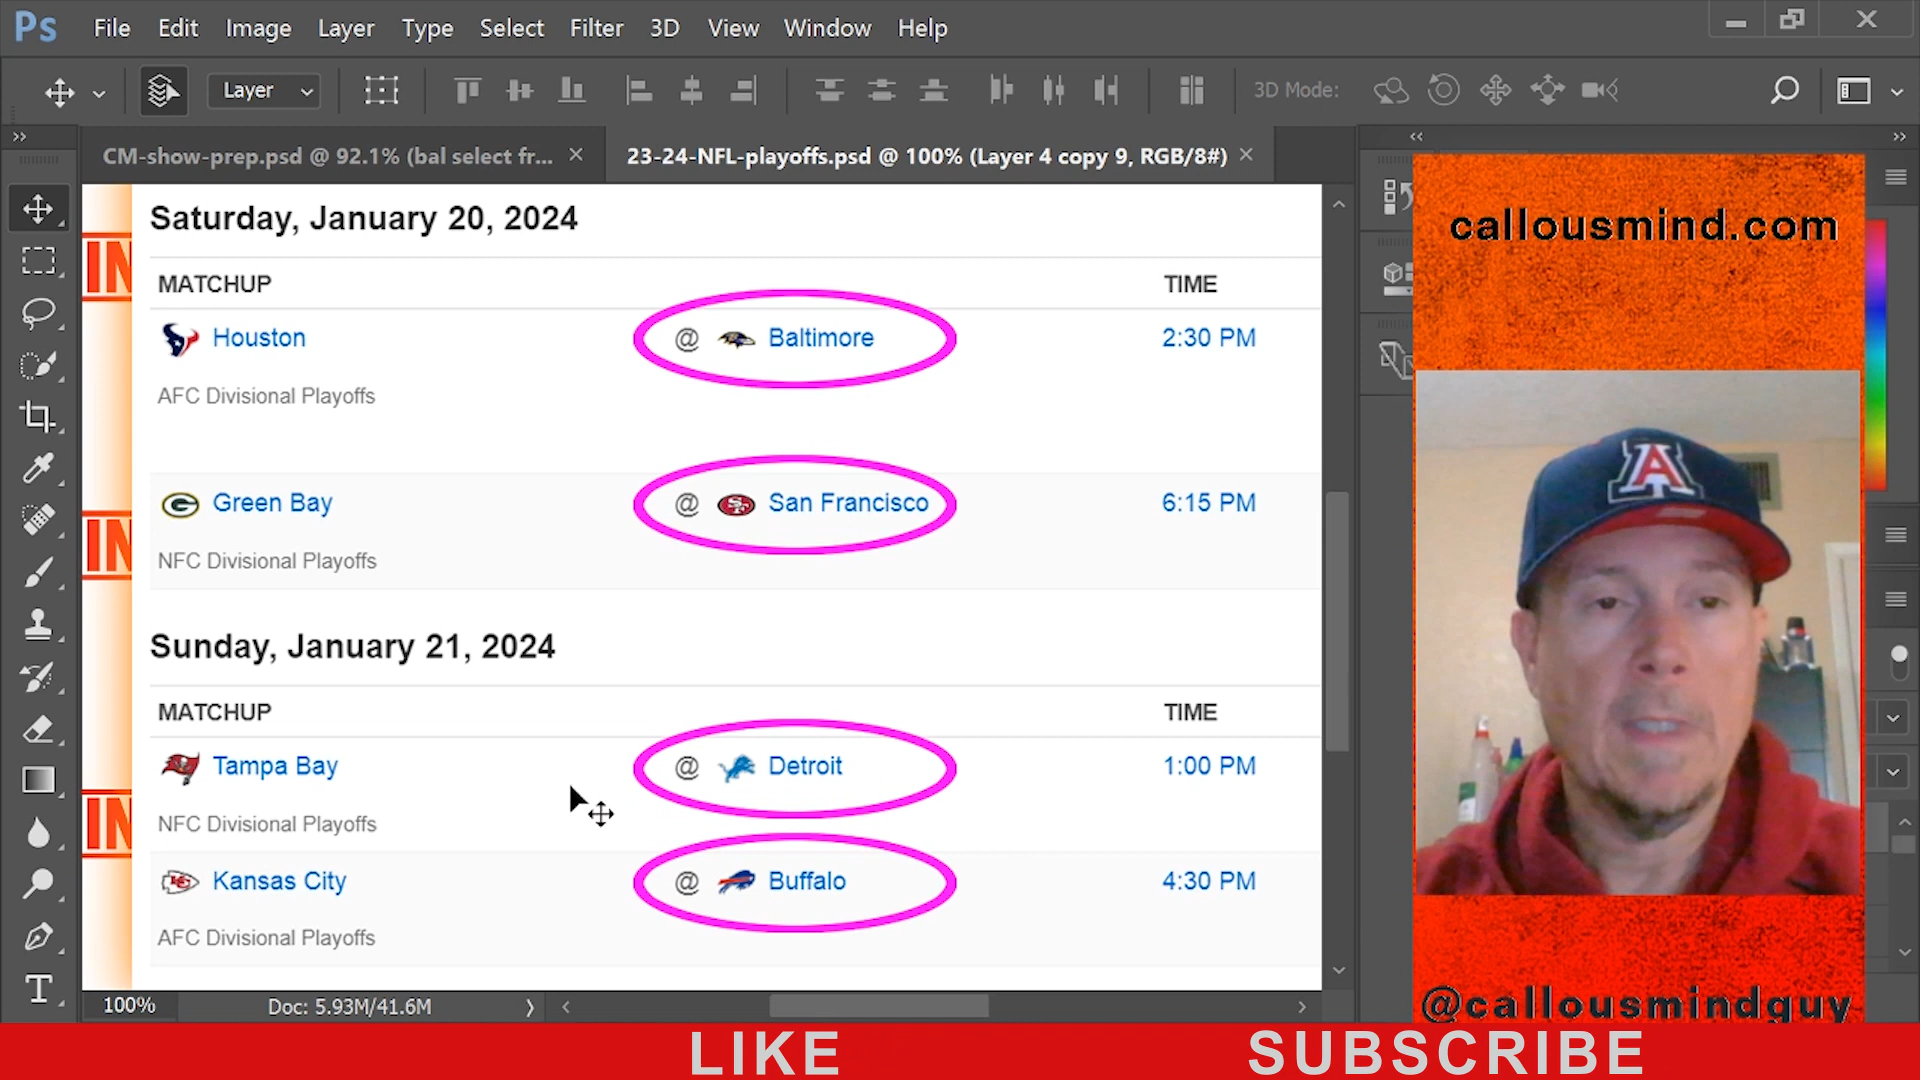 Ps File Edit Image Layer Type Select Filter 3D View Window Help
Layer 3D Mode:
CM-show-prep.psd @ 92.1% (bal select fr... × 23-24-NFL-playoffs.psd @ 100% (Layer 4 copy 9, RGB/8#) ×
Saturday, January 20, 2024
MATCHUP TIME
Houston @ Baltimore 2:30 PM
AFC Divisional Playoffs
Green Bay @ San Francisco 6:15 PM
NFC Divisional Playoffs
Sunday, January 21, 2024
MATCHUP TIME
Tampa Bay @ Detroit 1:00 PM
NFC Divisional Playoffs
Kansas City @ Buffalo 4:30 PM
AFC Divisional Playoffs
IN
IN
IN
100% Doc: 5.93M/41.6M
callousmind.com
A
@callousmindguy
LIKE SUBSCRIBE